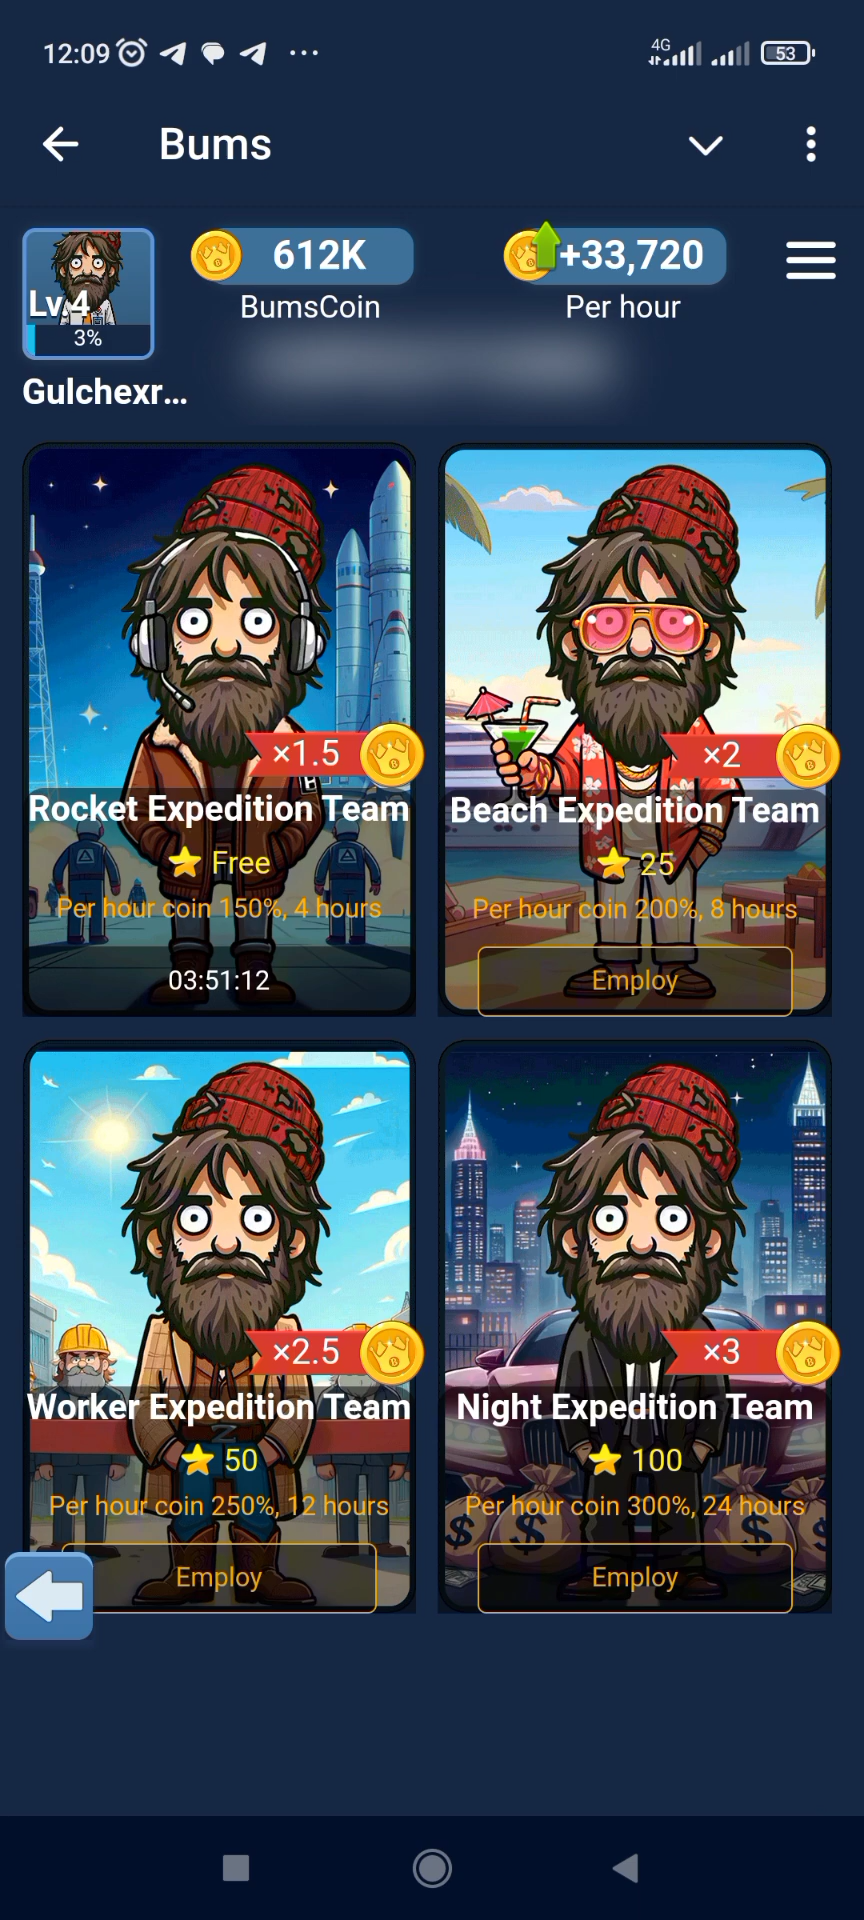 12:09
4G
53
Bums
612K
+33,720
BumsCoin
Per hour
Lv.4
3%
Gulchexr...
×1.5
×2
Rocket Expedition Team
Beach Expedition Team
Free
25
Per hour coin 150%, 4 hours
Per hour coin 200%, 8 hours
03:51:12
Employ
×2.5
×3
Worker Expedition Team
Night Expedition Team
50
100
Per hour coin 250%, 12 hours
Per hour coin 300%, 24 hours
Employ
Employ